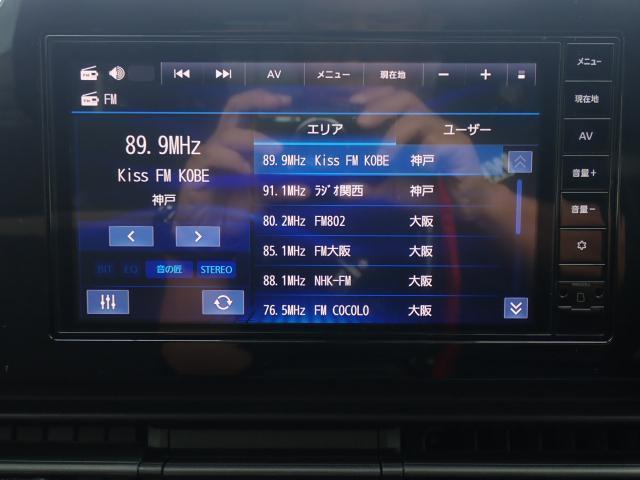 AV メニュー 現在地 − +
FM
89.9MHz
Kiss FM KOBE
神戸
BIT EQ 音の匠 STEREO
エリア ユーザー
89.9MHz Kiss FM KOBE 神戸
91.1MHz ラジオ関西 神戸
80.2MHz FM802 大阪
85.1MHz FM大阪 大阪
88.1MHz NHK-FM 大阪
76.5MHz FM COCOLO 大阪
メニュー
現在地
AV
音量+
音量−